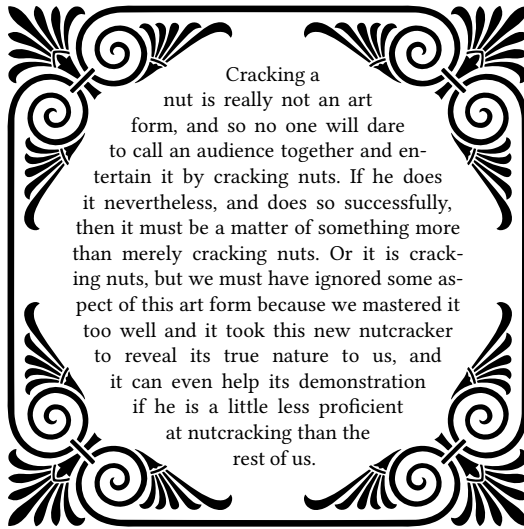 Cracking a
nut is really not an art
form, and so no one will dare
to call an audience together and en-
tertain it by cracking nuts. If he does
it nevertheless, and does so successfully,
then it must be a matter of something more
than merely cracking nuts. Or it is crack-
ing nuts, but we must have ignored some as-
pect of this art form because we mastered it
too well and it took this new nutcracker
to reveal its true nature to us, and
it can even help its demonstration
if he is a little less proficient
at nutcracking than the
rest of us.